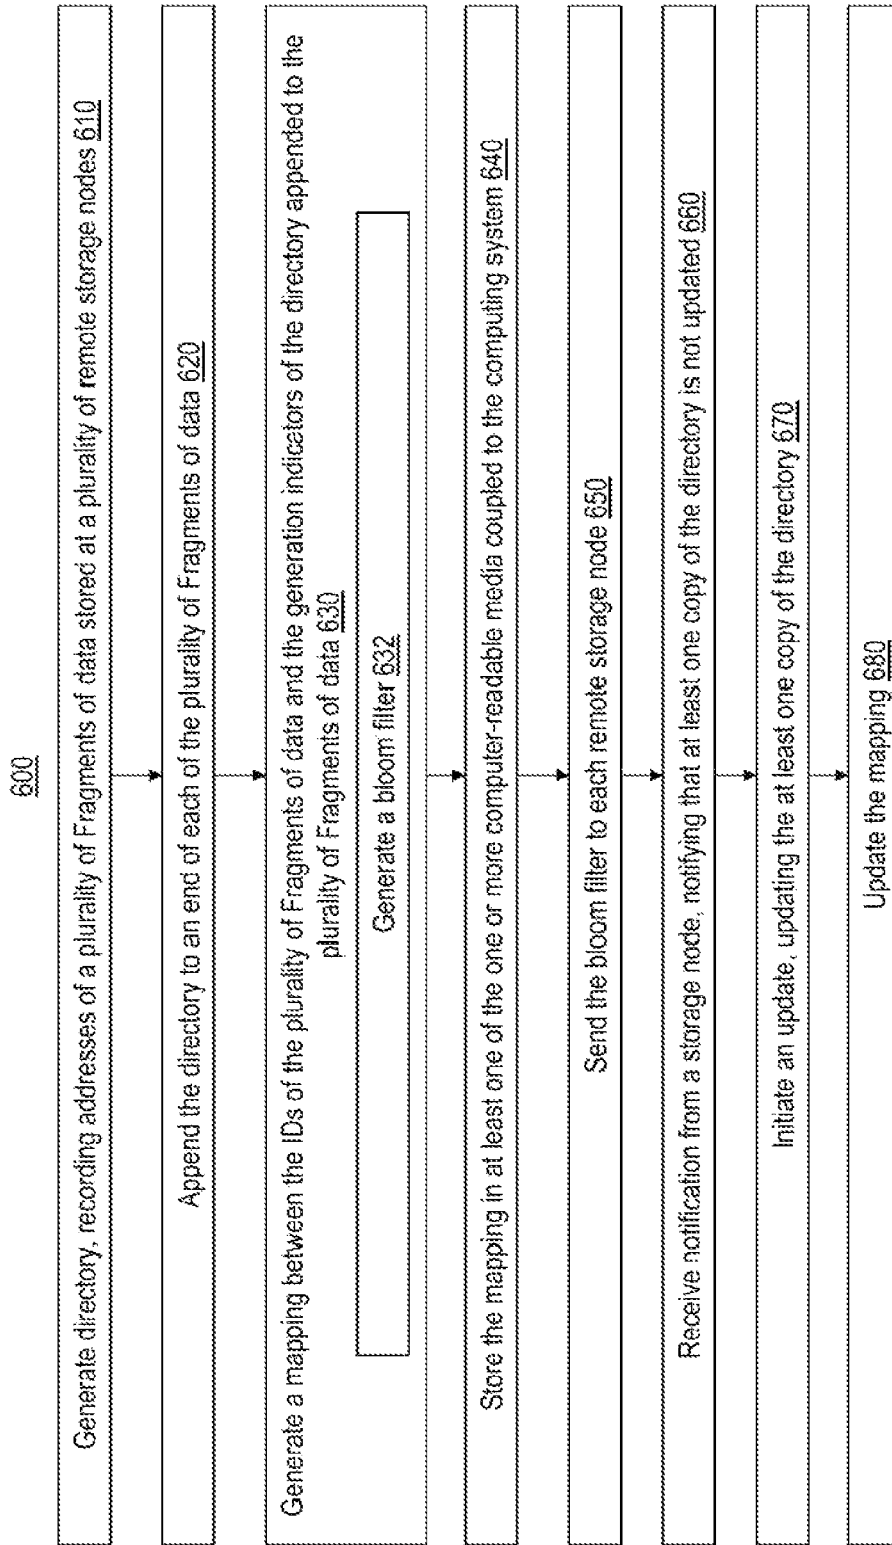 600
Generate directory, recording addresses of a plurality of Fragments of data stored at a plurality of remote storage nodes 610
Append the directory to an end of each of the plurality of Fragments of data 620
Generate a mapping between the IDs of the plurality of Fragments of data and the generation indicators of the directory appended to the
plurality of Fragments of data 630
Generate a bloom filter 632
Store the mapping in at least one of the one or more computer-readable media coupled to the computing system 640
Send the bloom filter to each remote storage node 650
Receive notification from a storage node, notifying that at least one copy of the directory is not updated 660
Initiate an update, updating the at least one copy of the directory 670
Update the mapping 680